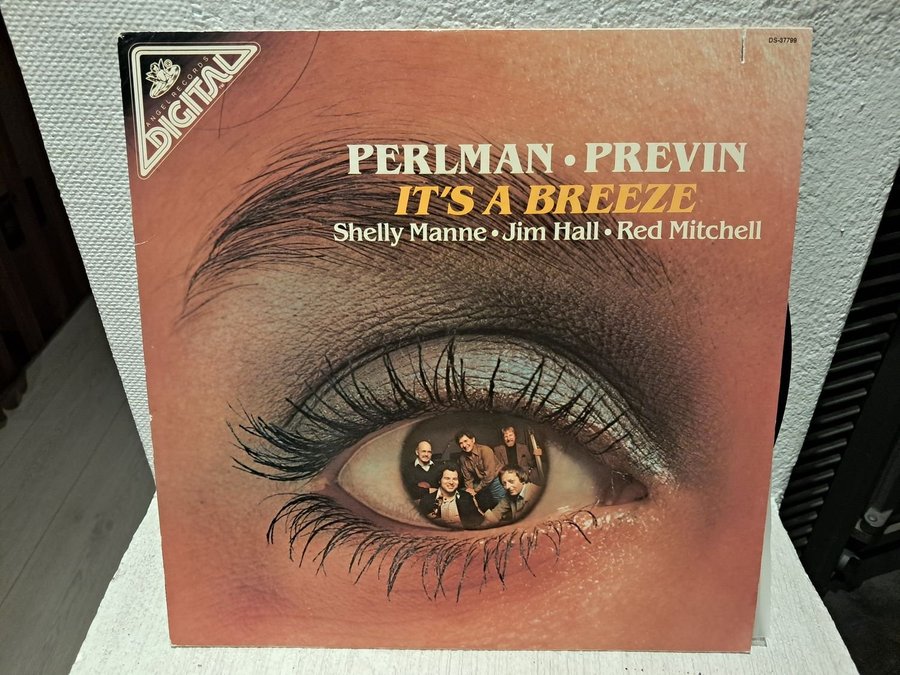 ANGEL RECORDS
DIGITAL
DS-37799
PERLMAN • PREVIN
IT'S A BREEZE
Shelly Manne • Jim Hall • Red Mitchell